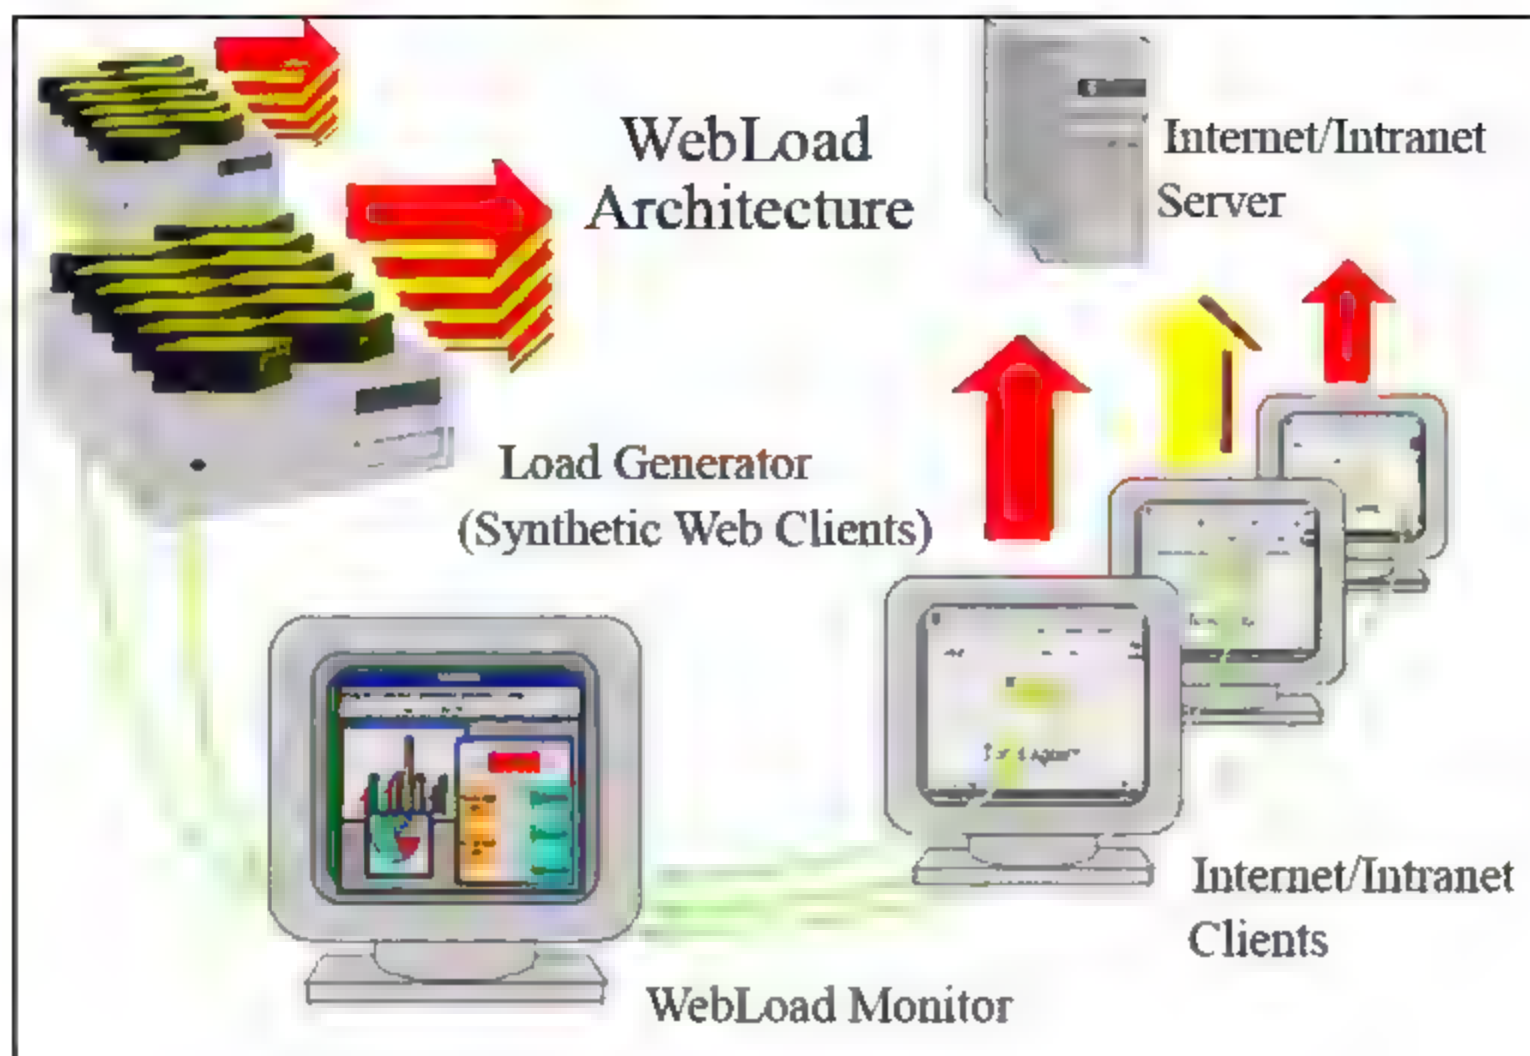 WebLoad
Architecture
Internet/Intranet
Server
Load Generator
(Synthetic Web Clients)
Internet/Intranet
Clients
WebLoad Monitor